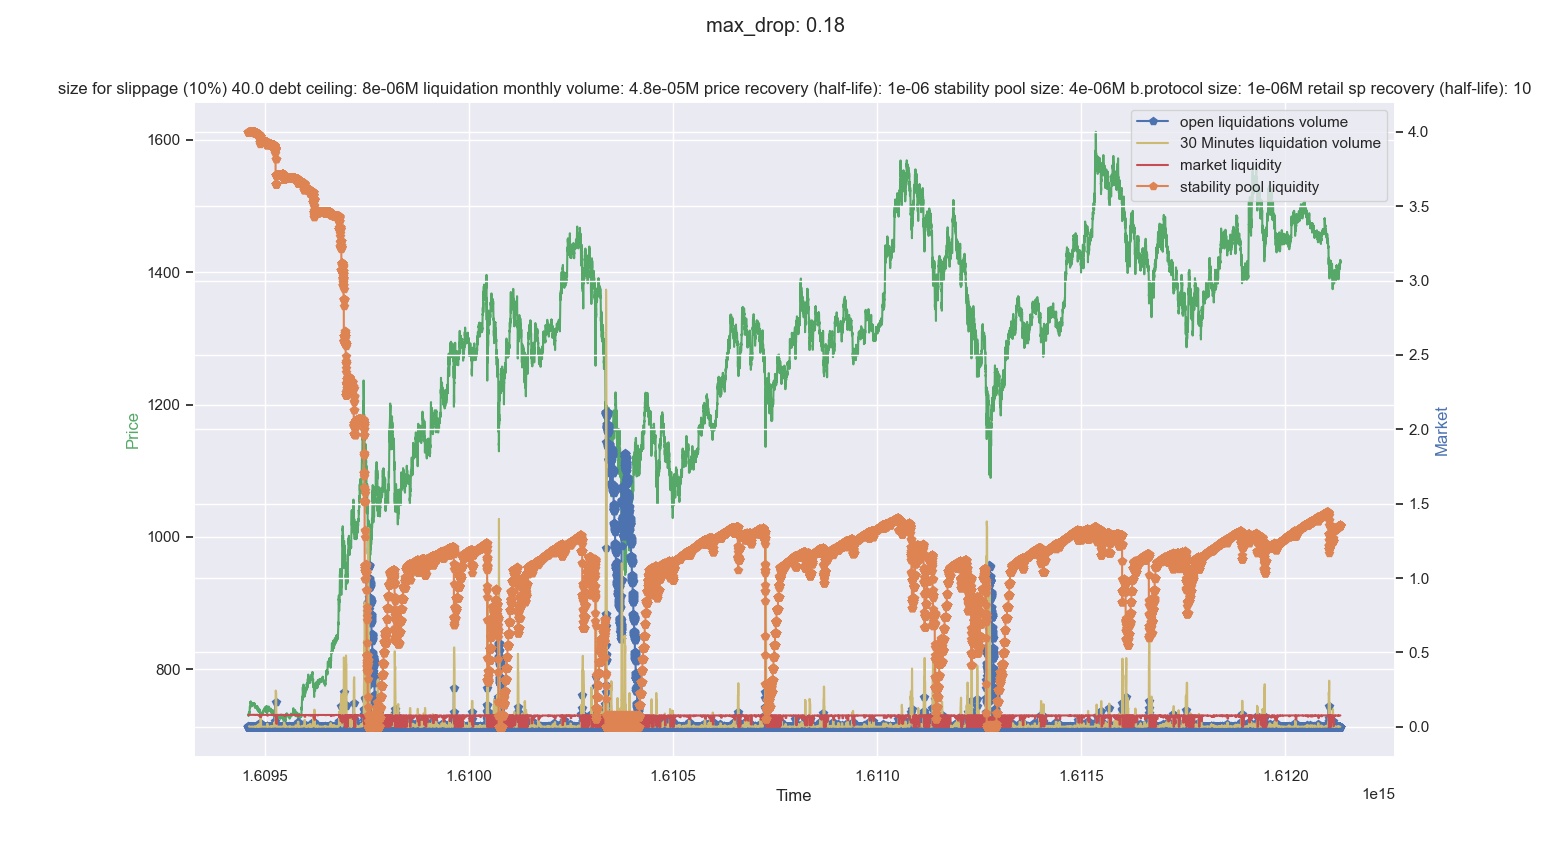 max_drop: 0.18
size for slippage (10%) 40.0 debt ceiling: 8e-06M liquidation monthly volume: 4.8e-05M price recovery (half-life): 1e-06 stability pool size: 4e-06M b.protocol size: 1e-06M retail sp recovery (half-life): 10
open liquidations volume
30 Minutes liquidation volume
market liquidity
stability pool liquidity
1600
1400
1200
1000
800
Price
4.0
3.5
3.0
2.5
2.0
1.5
1.0
0.5
0.0
Market
1.6095 1.6100 1.6105 1.6110 1.6115 1.6120
Time
1e15